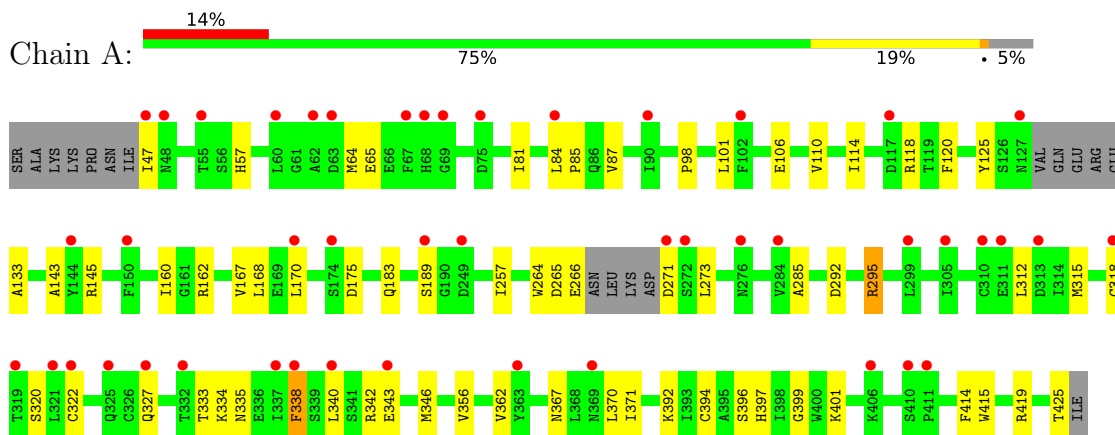 14%
Chain A:
75% 19% • 5%
SER ALA LYS LYS PRO ASN ILE I47 N48 T55 S56 H57 L60 G61 A62 D63 M64 E65 E66 F67 H68 G69 D75 I81 L84 P85 Q86 V87 I90 P98 L101 F102 E106 V110 I114 D117 R118 T119 F120 Y125 S126 N127 VAL GLN GLU ARG GLU
A133 A143 Y144 R145 F150 I160 G161 R162 V167 L168 E169 L170 S174 D175 Q183 S189 G190 D249 I257 W264 D265 E266 ASN LEU LYS ASP D271 S272 L273 N276 V284 A285 D292 R295 L299 I305 C310 E311 L312 D313 I314 M315 C318
T319 S320 L321 C322 Q325 C326 Q327 T332 T333 K334 N335 E336 I337 F338 S339 L340 S341 R342 E343 M346 V356 V362 Y363 N367 L368 N369 L370 I371 K392 I393 C394 A395 S396 H397 I398 G399 W400 K401 K406 S410 P411 F414 W415 R419 T425 ILE